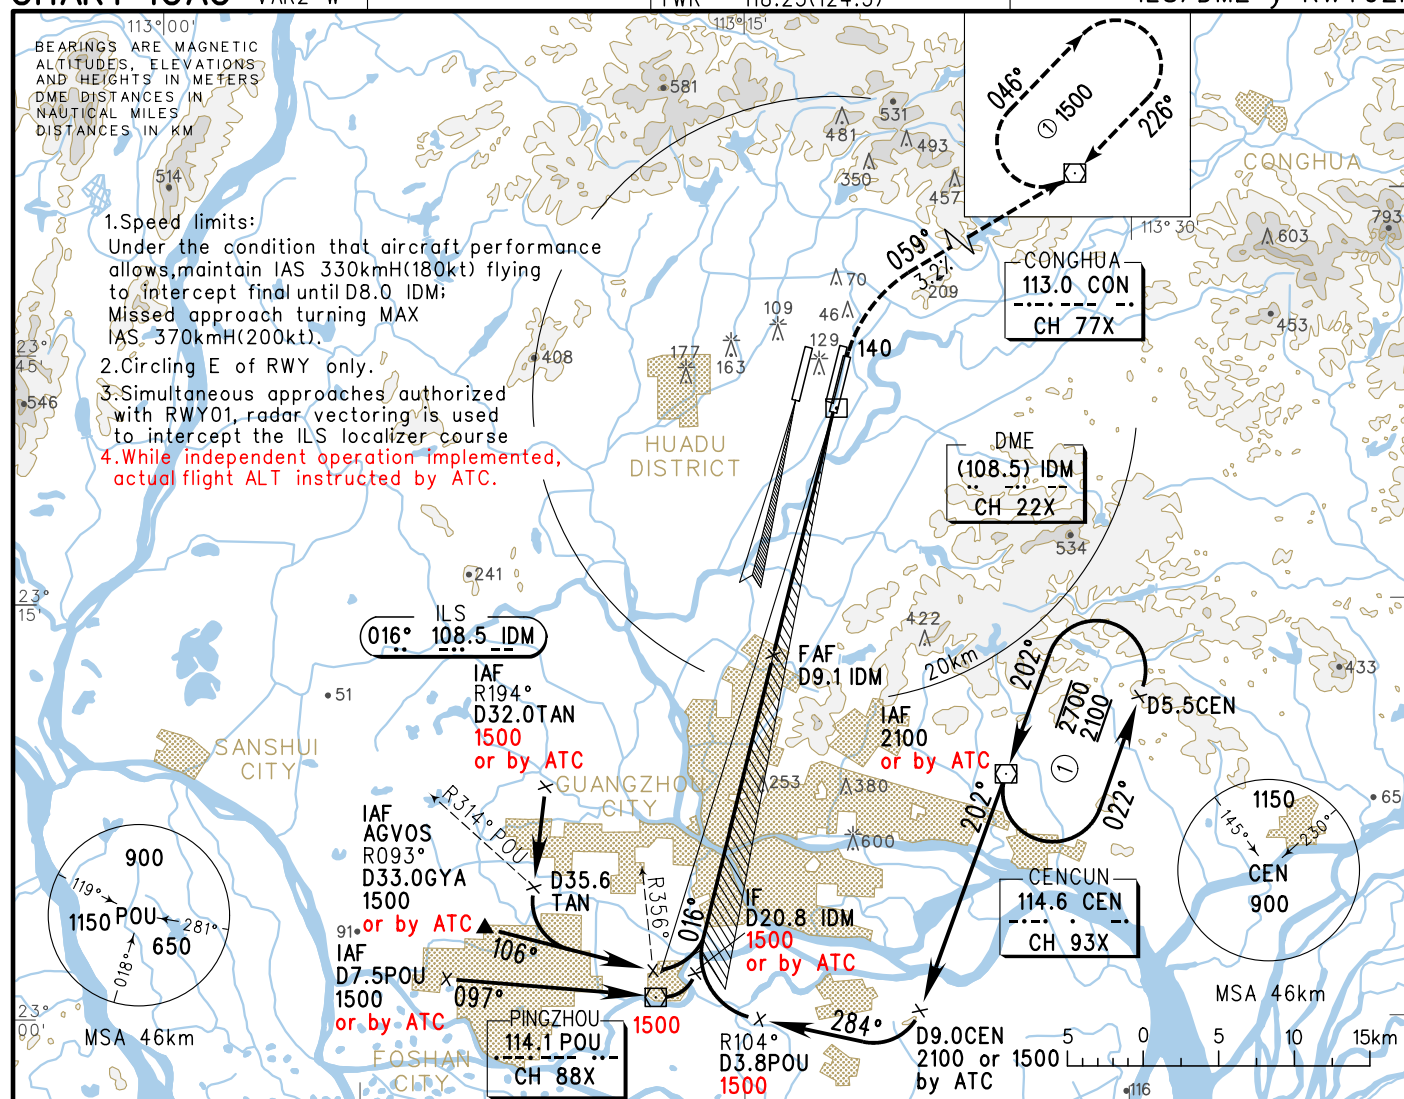 113°00'
113°15'
BEARINGS ARE MAGNETIC
ALTITUDES, ELEVATIONS
AND HEIGHTS IN METERS
DME DISTANCES IN
NAUTICAL MILES
DISTANCES IN KM
581
531
481
493
350
457
046°
① 1500
226°
CONGHUA
793
603
113°30'
514
1.Speed limits:
Under the condition that aircraft performance
allows,maintain IAS 330kmH(180kt) flying
to intercept final until D8.0 IDM;
Missed approach turning MAX
IAS 370kmH(200kt).
2.Circling E of RWY only.
3.Simultaneous approaches authorized
with RWY01, radar vectoring is used
to intercept the ILS localizer course
4.While independent operation implemented,
actual flight ALT instructed by ATC.
059°
3.2%
209
CONGHUA
113.0 CON
CH 77X
453
70
109
46
129
140
177
163
408
23°
45'
546
HUADU
DISTRICT
DME
(108.5) IDM
CH 22X
534
241
23°
15'
ILS
016° 108.5 IDM
422
20km
433
FAF
D9.1 IDM
IAF
R194°
D32.0TAN
1500
or by ATC
51
SANSHUI
CITY
GUANGZHOU
CITY
IAF
2100
or by ATC
202°
2700
2100
①
D5.5CEN
022°
202°
253
380
600
R314° POU
IAF
AGVOS
R093°
D33.0GYA
1500
or by ATC
D35.6
TAN
R356°
016°
IF
D20.8 IDM
1500
or by ATC
CENCUN
114.6 CEN
CH 93X
1150
145°
230°
CEN
900
MSA 46km
65
900
119°
1150 POU
281°
650
018°
MSA 46km
91
106°
IAF
D7.5POU
1500
or by ATC
097°
1500
PINGZHOU
114.1 POU
CH 88X
FOSHAN
CITY
284°
R104°
D3.8POU
1500
D9.0CEN
2100 or 1500
by ATC
5 0 5 10 15km
116
23°
00'